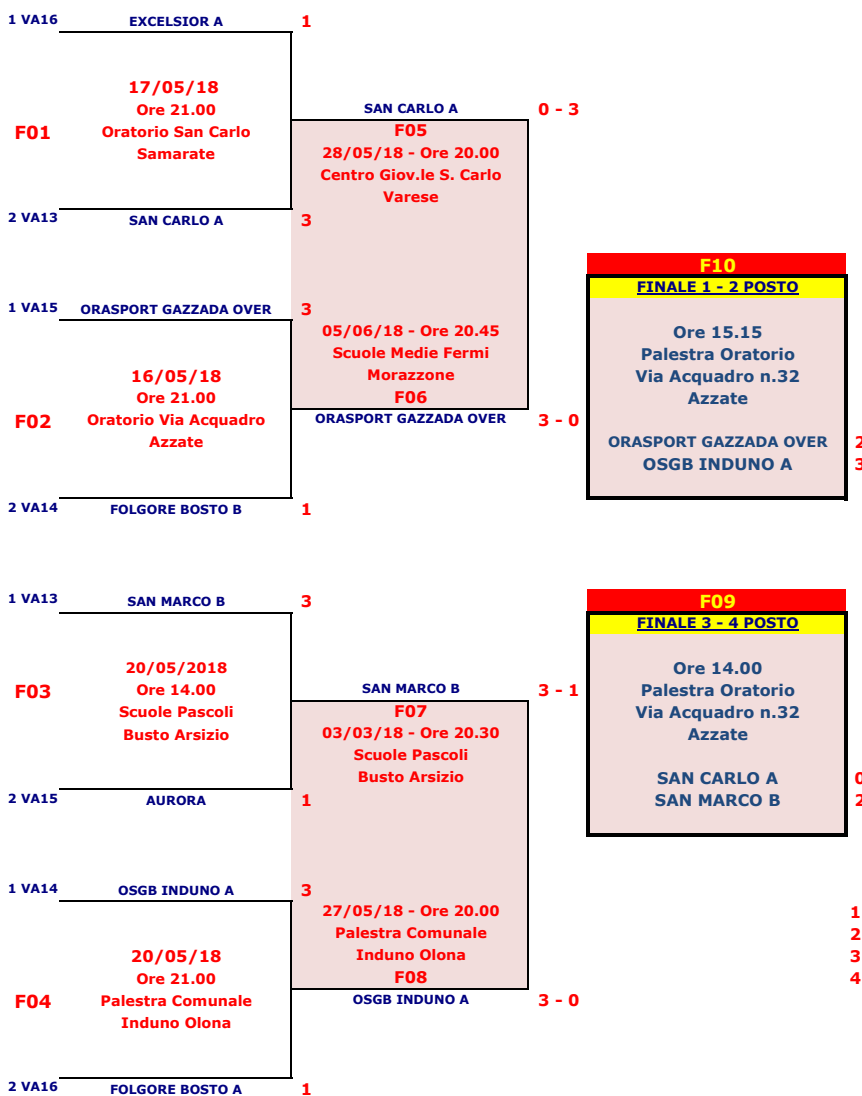 1 VA16 EXCELSIOR A 1
17/05/18
Ore 21.00
F01 Oratorio San Carlo
Samarate
2 VA13 SAN CARLO A 3
SAN CARLO A 0 - 3
F05
28/05/18 - Ore 20.00
Centro Giov.le S. Carlo
Varese
1 VA15 ORASPORT GAZZADA OVER 3
16/05/18
Ore 21.00
F02 Oratorio Via Acquadro
Azzate
2 VA14 FOLGORE BOSTO B 1
05/06/18 - Ore 20.45
Scuole Medie Fermi
Morazzone
F06
ORASPORT GAZZADA OVER 3 - 0
F10
FINALE 1 - 2 POSTO
Ore 15.15
Palestra Oratorio
Via Acquadro n.32
Azzate
ORASPORT GAZZADA OVER 2
OSGB INDUNO A 3
1 VA13 SAN MARCO B 3
20/05/2018
Ore 14.00
F03 Scuole Pascoli
Busto Arsizio
2 VA15 AURORA 1
SAN MARCO B 3 - 1
F07
03/03/18 - Ore 20.30
Scuole Pascoli
Busto Arsizio
1 VA14 OSGB INDUNO A 3
20/05/18
Ore 21.00
F04 Palestra Comunale
Induno Olona
2 VA16 FOLGORE BOSTO A 1
27/05/18 - Ore 20.00
Palestra Comunale
Induno Olona
F08
OSGB INDUNO A 3 - 0
F09
FINALE 3 - 4 POSTO
Ore 14.00
Palestra Oratorio
Via Acquadro n.32
Azzate
SAN CARLO A 0
SAN MARCO B 2
1
2
3
4